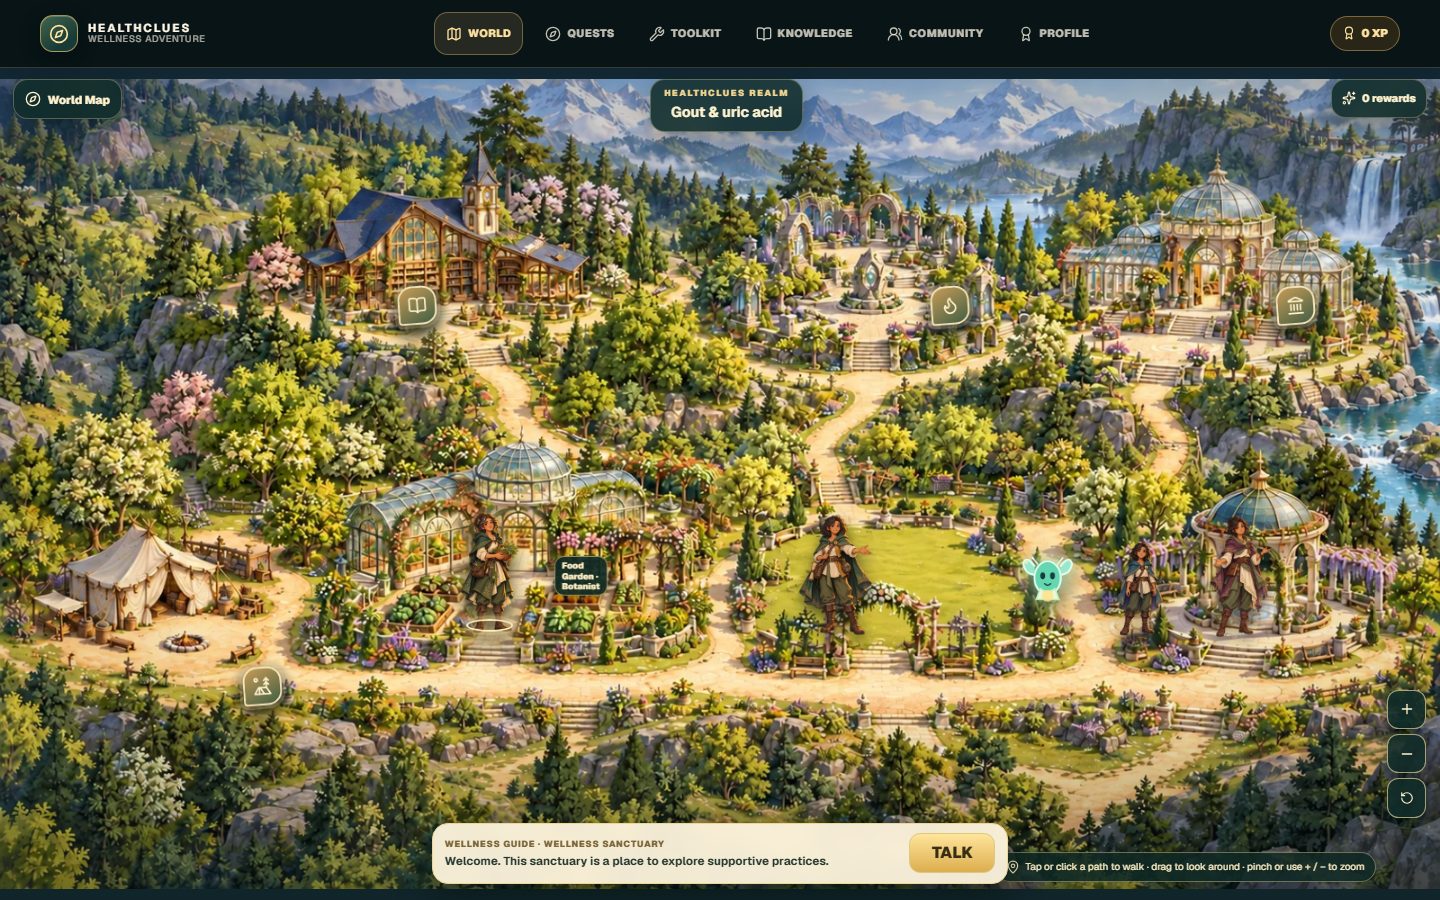 HEALTHCLUES
WELLNESS ADVENTURE
WORLD
QUESTS
TOOLKIT
KNOWLEDGE
COMMUNITY
PROFILE
0 XP
World Map
HEALTHCLUES REALM
Gout & uric acid
0 rewards
Food
Garden ·
Botanist
WELLNESS GUIDE · WELLNESS SANCTUARY
Welcome. This sanctuary is a place to explore supportive practices.
TALK
Tap or click a path to walk · drag to look around · pinch or use + / − to zoom